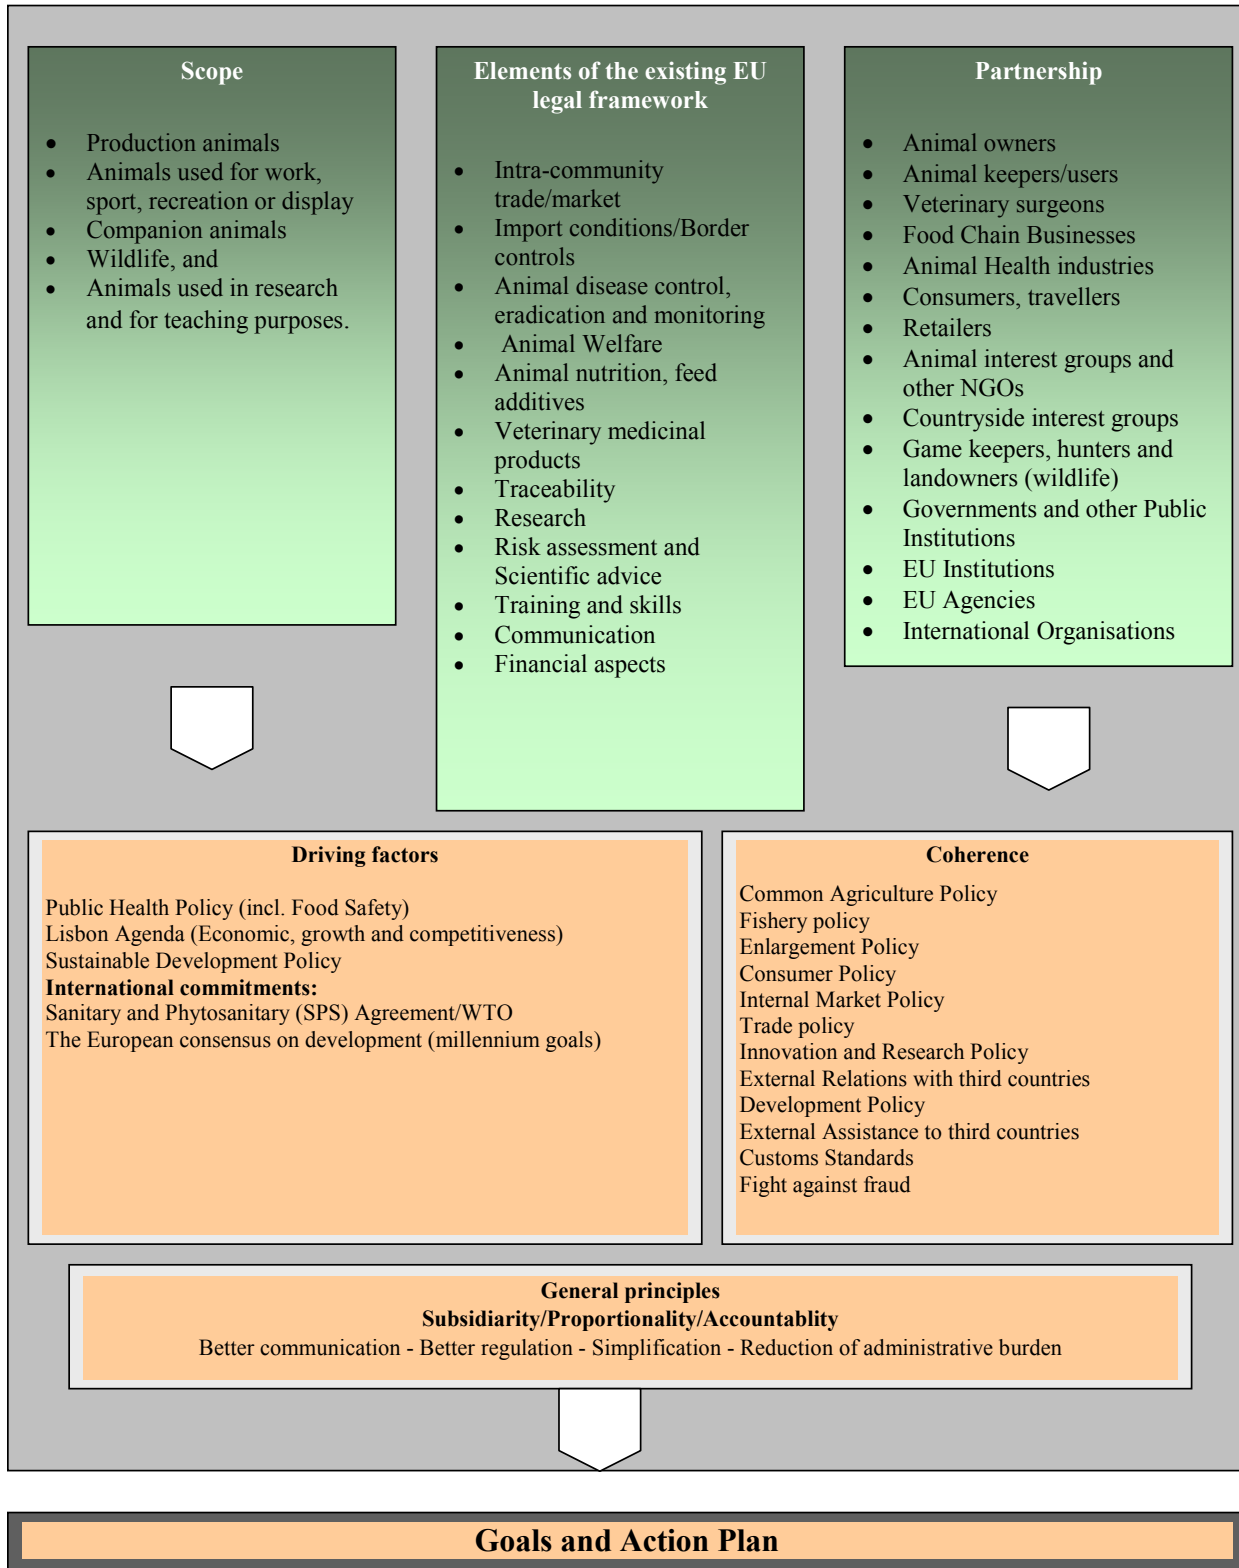 Scope
• Production animals
• Animals used for work,
sport, recreation or display
• Companion animals
• Wildlife, and
• Animals used in research
and for teaching purposes.
Elements of the existing EU
legal framework
• Intra-community
trade/market
• Import conditions/Border
controls
• Animal disease control,
eradication and monitoring
• Animal Welfare
• Animal nutrition, feed
additives
• Veterinary medicinal
products
• Traceability
• Research
• Risk assessment and
Scientific advice
• Training and skills
• Communication
• Financial aspects
Partnership
• Animal owners
• Animal keepers/users
• Veterinary surgeons
• Food Chain Businesses
• Animal Health industries
• Consumers, travellers
• Retailers
• Animal interest groups and
other NGOs
• Countryside interest groups
• Game keepers, hunters and
landowners (wildlife)
• Governments and other Public
Institutions
• EU Institutions
• EU Agencies
• International Organisations
Driving factors
Public Health Policy (incl. Food Safety)
Lisbon Agenda (Economic, growth and competitiveness)
Sustainable Development Policy
International commitments:
Sanitary and Phytosanitary (SPS) Agreement/WTO
The European consensus on development (millennium goals)
Coherence
Common Agriculture Policy
Fishery policy
Enlargement Policy
Consumer Policy
Internal Market Policy
Trade policy
Innovation and Research Policy
External Relations with third countries
Development Policy
External Assistance to third countries
Customs Standards
Fight against fraud
General principles
Subsidiarity/Proportionality/Accountablity
Better communication - Better regulation - Simplification - Reduction of administrative burden
Goals and Action Plan